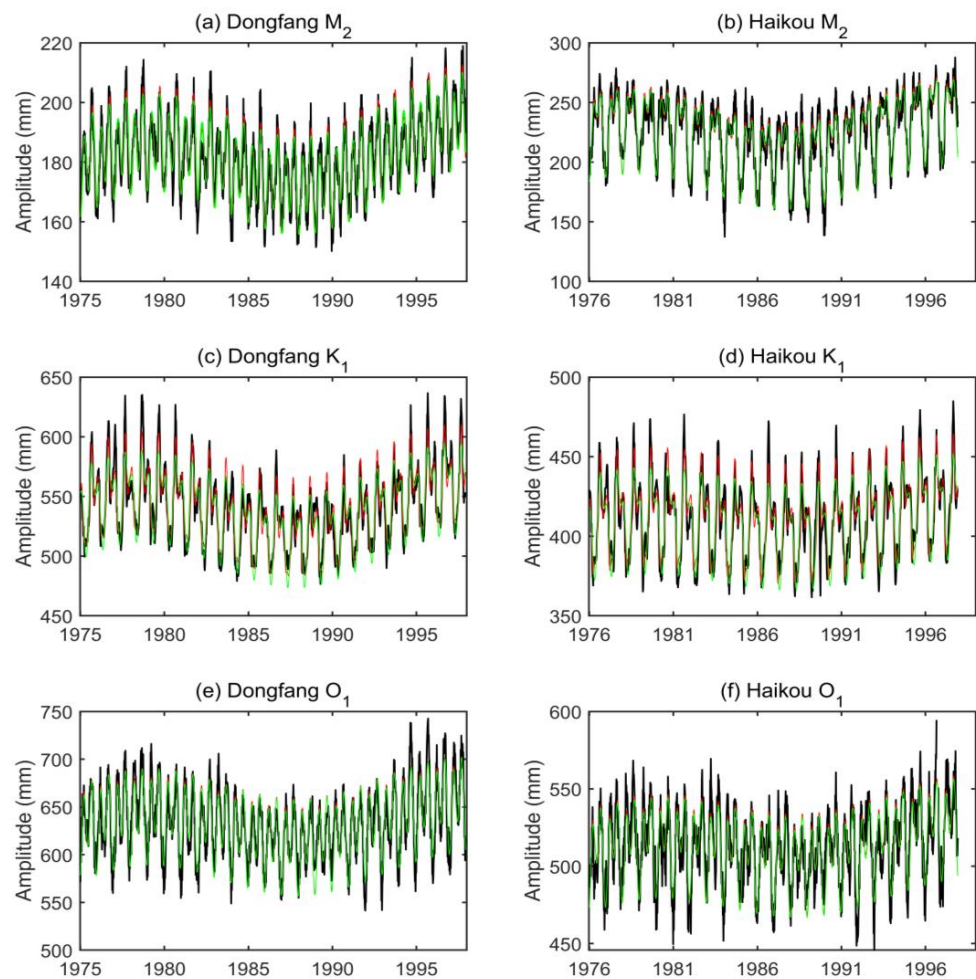 (a) Dongfang M2
220
200
180
160
140
Amplitude (mm)
1975 1980 1985 1990 1995
(b) Haikou M2
300
250
200
150
100
Amplitude (mm)
1976 1981 1986 1991 1996
(c) Dongfang K1
650
600
550
500
450
Amplitude (mm)
1975 1980 1985 1990 1995
(d) Haikou K1
500
450
400
350
Amplitude (mm)
1976 1981 1986 1991 1996
(e) Dongfang O1
750
700
650
600
550
500
Amplitude (mm)
1975 1980 1985 1990 1995
(f) Haikou O1
600
550
500
450
Amplitude (mm)
1976 1981 1986 1991 1996